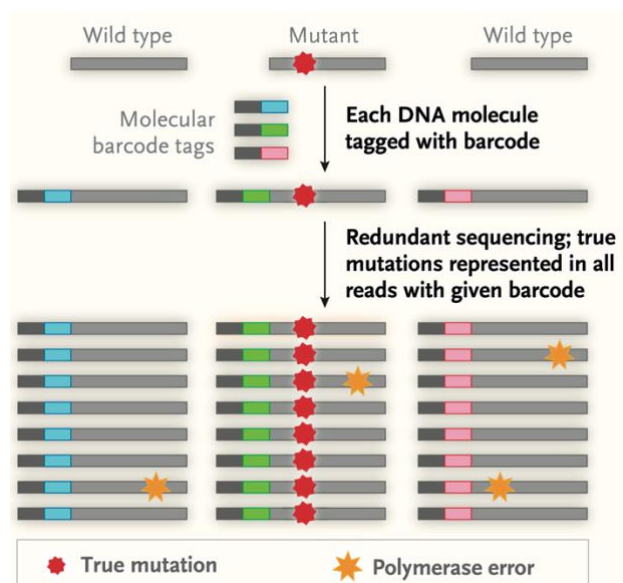 Wild type
Mutant
Wild type
Molecular
barcode tags
Each DNA molecule
tagged with barcode
Redundant sequencing; true
mutations represented in all
reads with given barcode
True mutation
Polymerase error